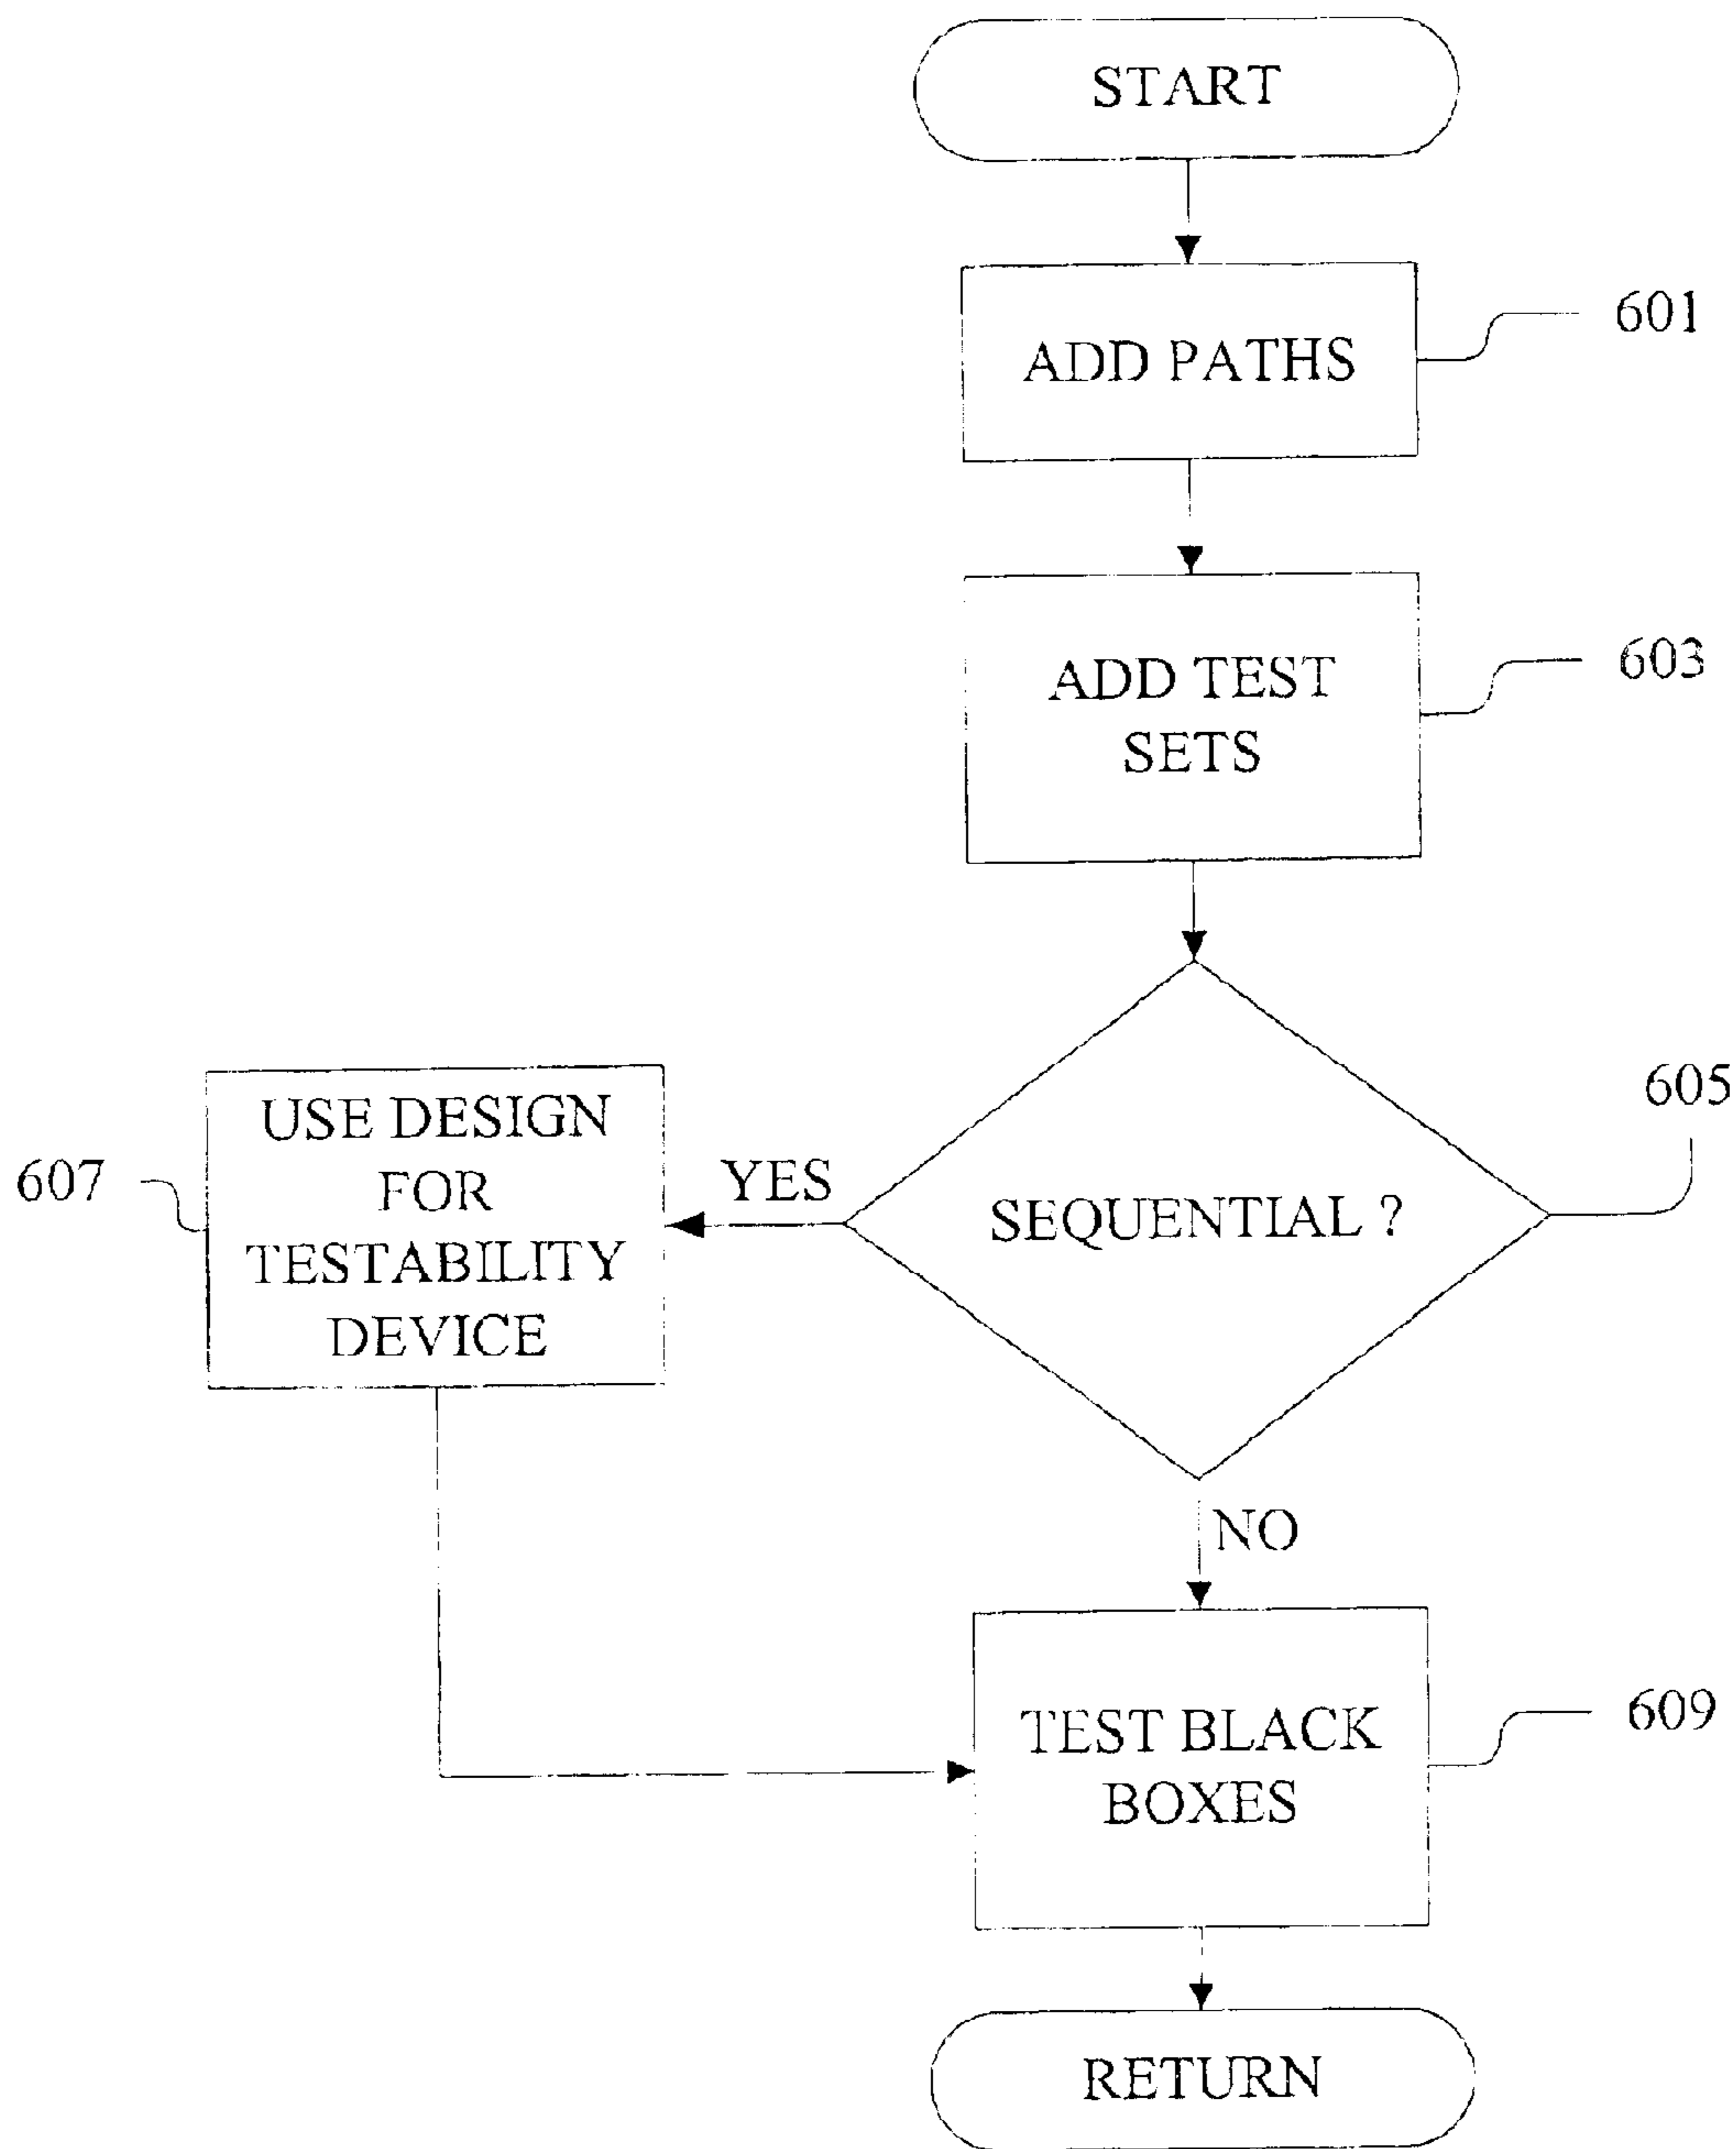 START
ADD PATHS
601
ADD TEST
SETS
603
SEQUENTIAL ?
605
YES
USE DESIGN
FOR
TESTABILITY
DEVICE
607
NO
TEST BLACK
BOXES
609
RETURN